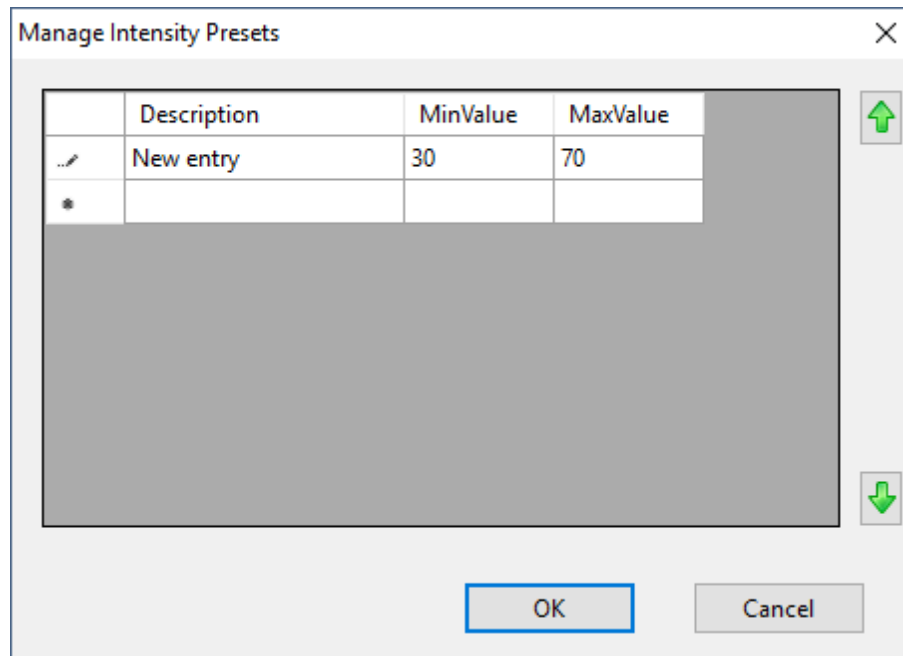 Manage Intensity Presets
Description MinValue MaxValue
New entry 30 70
OK Cancel